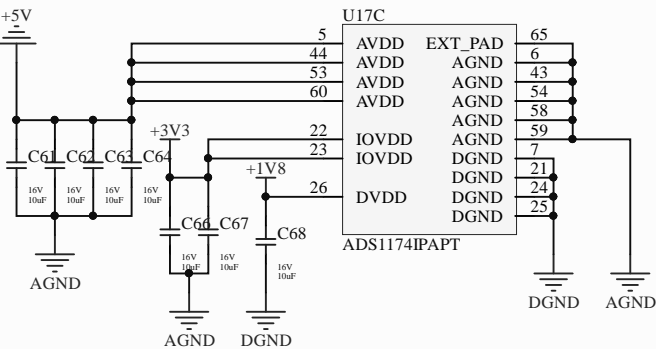 +5V
U17C
5 AVDD EXT_PAD 65
44 AVDD AGND 6
53 AVDD AGND 43
60 AVDD AGND 54
AGND 58
+3V3
22 IOVDD AGND 59
23 IOVDD DGND 7
C61 C62 C63 C64
+1V8
DGND 21
26 DVDD DGND 24
DGND 25
16V 16V 16V 16V
10uF 10uF 10uF 10uF
C66 C67 C68
ADS1174IPAPT
16V 16V 16V
10uF 10uF 10uF
AGND
DGND AGND
AGND DGND